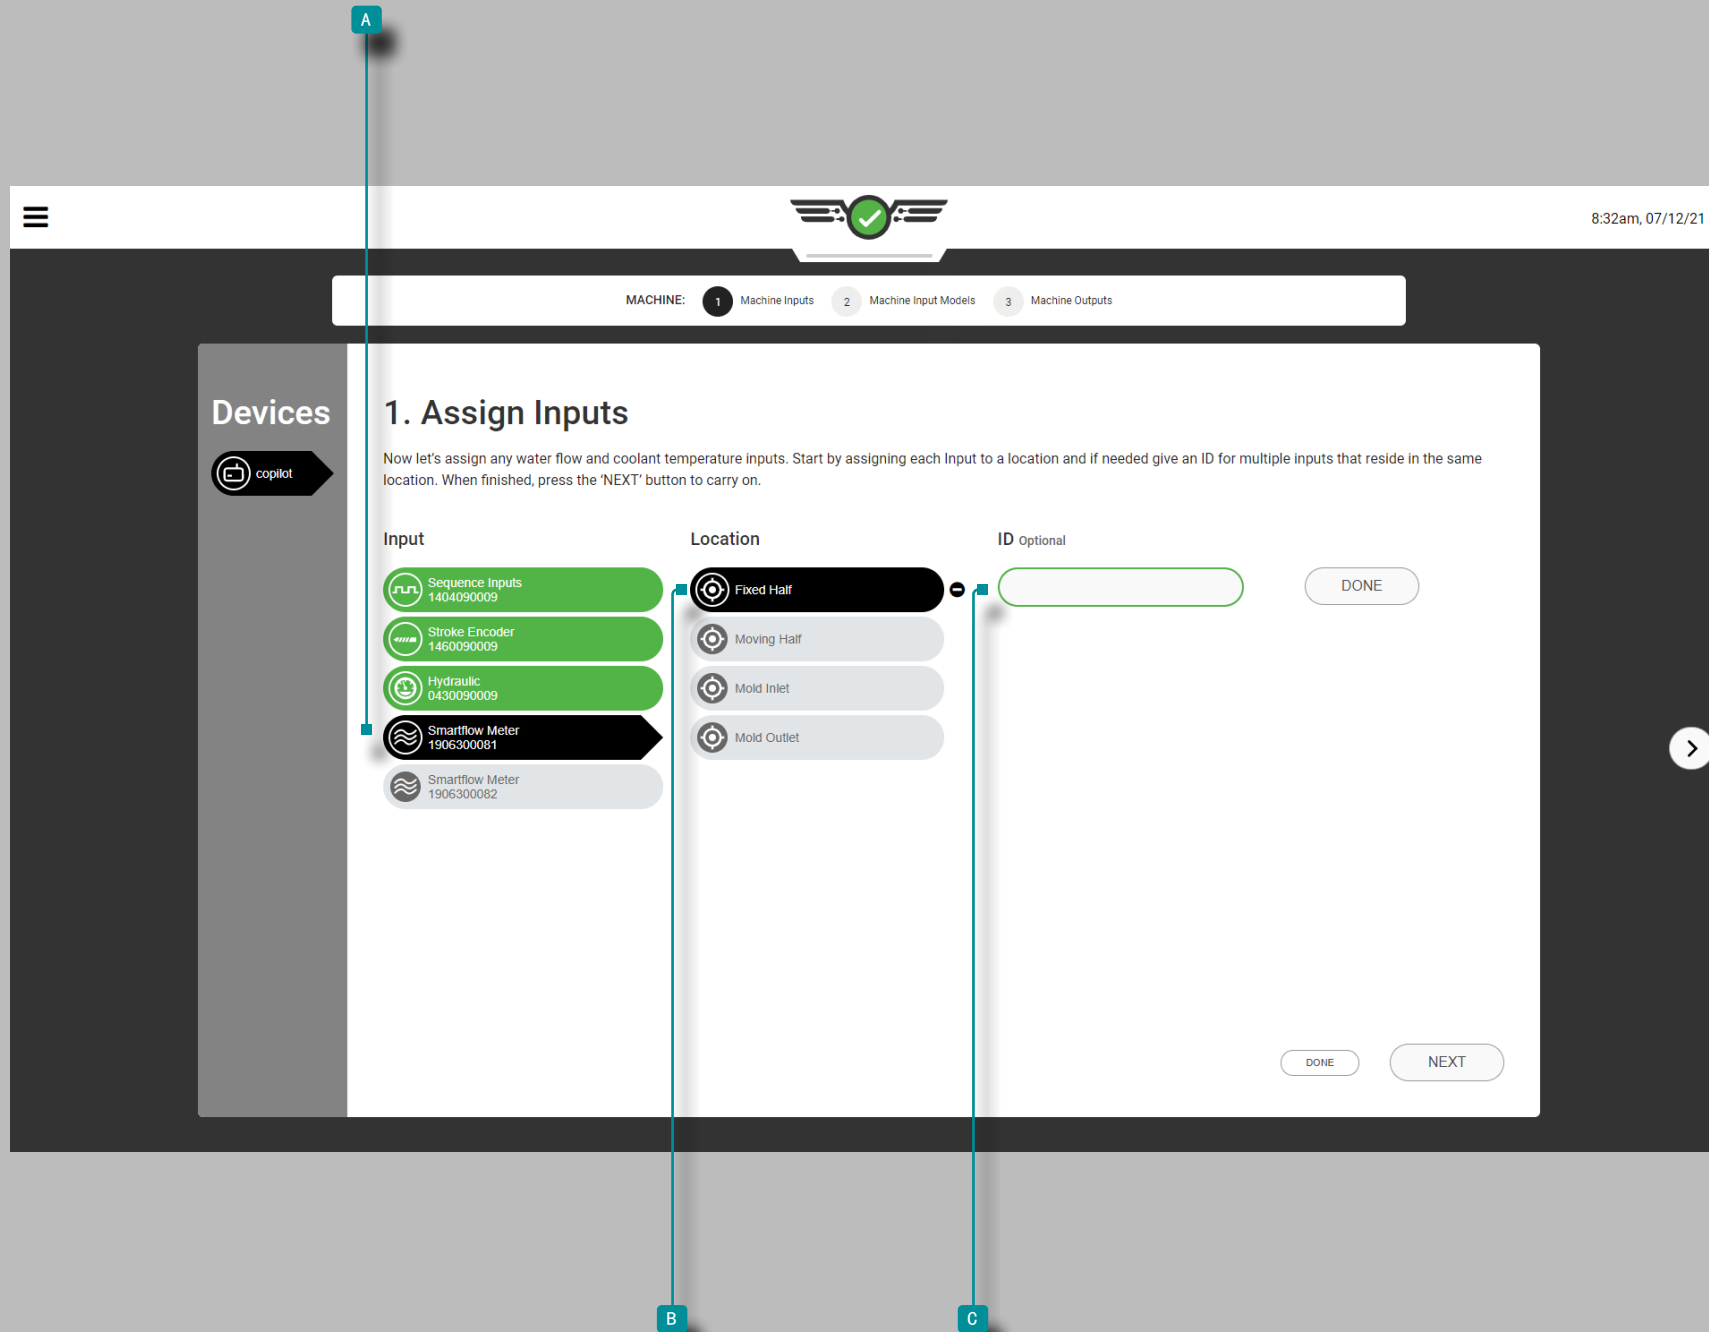 A
8:32am, 07/12/21
MACHINE: 1 Machine Inputs 2 Machine Input Models 3 Machine Outputs
Devices
copilot
1. Assign Inputs
Now let's assign any water flow and coolant temperature inputs. Start by assigning each Input to a location and if needed give an ID for multiple inputs that reside in the same
location. When finished, press the ‘NEXT’ button to carry on.
Input
Location
ID Optional
Sequence Inputs
1404090009
Stroke Encoder
1460090009
Hydraulic
0430090009
Smartflow Meter
1906300081
Smartflow Meter
1906300082
Fixed Half
Moving Half
Mold Inlet
Mold Outlet
DONE
DONE
NEXT
B
C